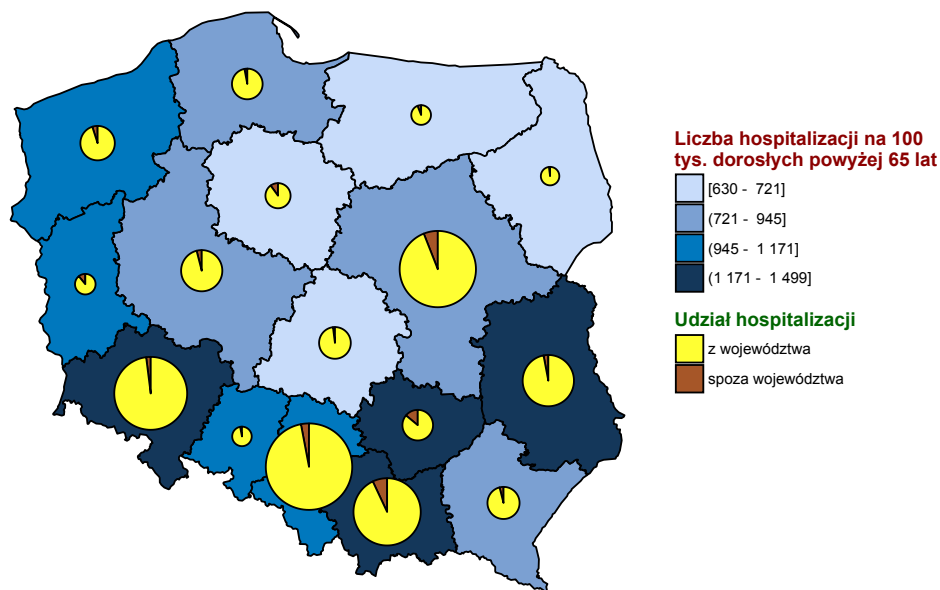 Liczba hospitalizacji na 100
tys. dorosłych powyżej 65 lat
[630 - 721]
(721 - 945]
(945 - 1 171]
(1 171 - 1 499]
Udział hospitalizacji
z województwa
spoza województwa